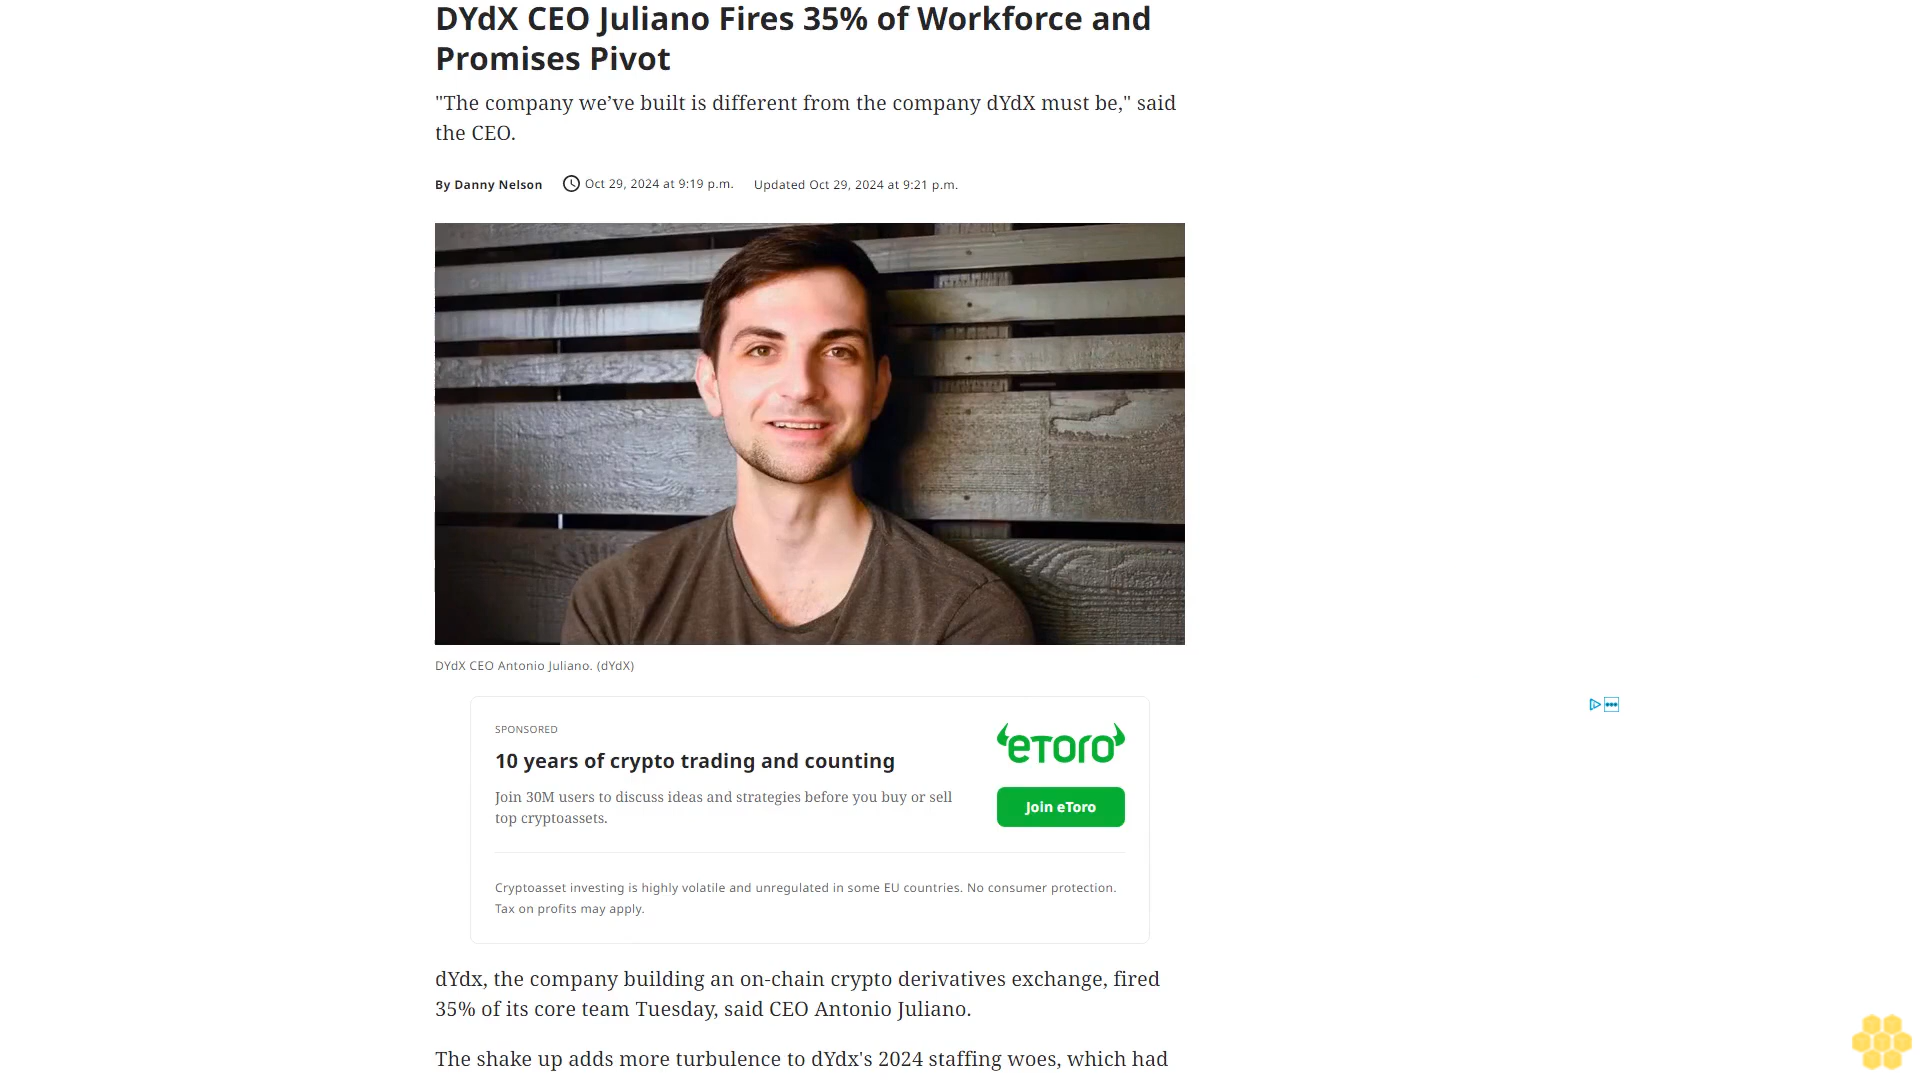 DYdX CEO Juliano Fires 35% of Workforce and
Promises Pivot
"The company we’ve built is different from the company dYdX must be," said
the CEO.
By Danny Nelson Oct 29, 2024 at 9:19 p.m. Updated Oct 29, 2024 at 9:21 p.m.
DYdX CEO Antonio Juliano. (dYdX)
SPONSORED
10 years of crypto trading and counting
Join 30M users to discuss ideas and strategies before you buy or sell
top cryptoassets.
eToro
Join eToro
Cryptoasset investing is highly volatile and unregulated in some EU countries. No consumer protection.
Tax on profits may apply.
dYdx, the company building an on-chain crypto derivatives exchange, fired
35% of its core team Tuesday, said CEO Antonio Juliano.
The shake up adds more turbulence to dYdx's 2024 staffing woes, which had